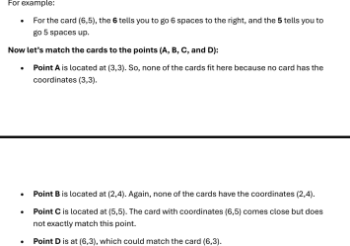 For example:
• For the card (6,5), the 6 tells you to go 6 spaces to the right, and the 5 tells you to
go 5 spaces up.
Now let's match the cards to the points (A, B, C, and D):
• Point A is located at (3,3). So, none of the cards fit here because no card has the
coordinates (3,3).
• Point B is located at (2,4). Again, none of the cards have the coordinates (2,4).
• Point C is located at (5,5). The card with coordinates (6,5) comes close but does
not exactly match this point.
• Point D is at (6,3), which could match the card (6,3).